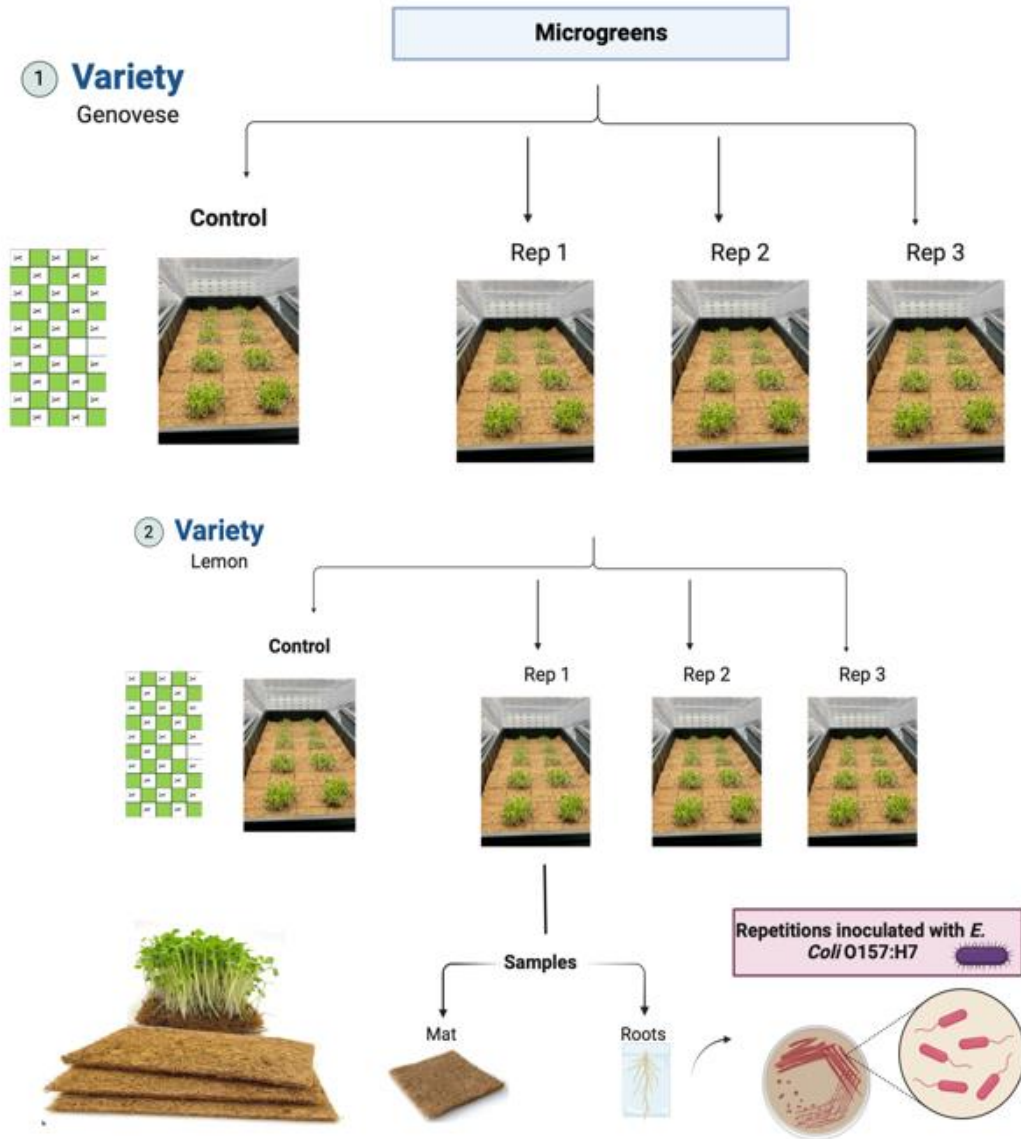 Microgreens
1 Variety
Genovese
Control
Rep 1
Rep 2
Rep 3
2 Variety
Lemon
Control
Rep 1
Rep 2
Rep 3
Samples
Mat
Roots
Repetitions inoculated with E.
Coli O157:H7